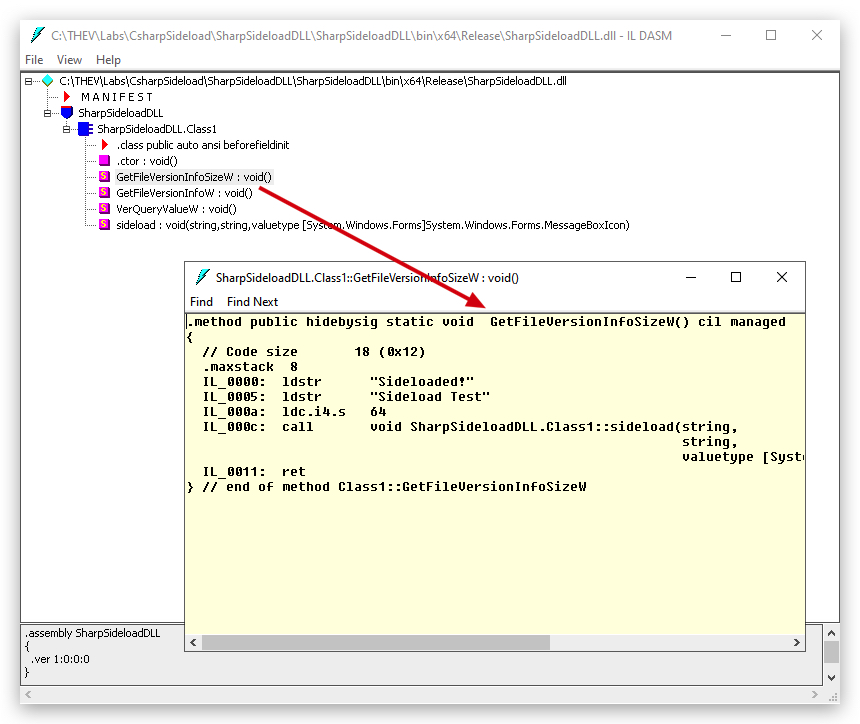 C:\THEV\Labs\CsharpSideload\SharpSideloadDLL\SharpSideloadDLL\bin\x64\Release\SharpSideloadDLL.dll - IL DASM
File View Help
C:\THEV\Labs\CsharpSideload\SharpSideloadDLL\SharpSideloadDLL\bin\x64\Release\SharpSideloadDLL.dll
M A N I F E S T
SharpSideloadDLL
SharpSideloadDLL.Class1
.class public auto ansi beforefieldinit
.ctor : void()
S GetFileVersionInfoSizeW : void()
S GetFileVersionInfoW : void()
S VerQueryValueW : void()
S sideload : void(string,string,valuetype [System.Windows.Forms]System.Windows.Forms.MessageBoxIcon)
SharpSideloadDLL.Class1::GetFileVersionInfoSizeW : void()
Find Find Next
.method public hidebysig static void  GetFileVersionInfoSizeW() cil managed
{
  // Code size       18 (0x12)
  .maxstack  8
  IL_0000:  ldstr      "Sideloaded!"
  IL_0005:  ldstr      "Sideload Test"
  IL_000a:  ldc.i4.s   64
  IL_000c:  call       void SharpSideloadDLL.Class1::sideload(string,
                                                                  string,
                                                                  valuetype [Syst
  IL_0011:  ret
} // end of method Class1::GetFileVersionInfoSizeW
.assembly SharpSideloadDLL
{
  .ver 1:0:0:0
}